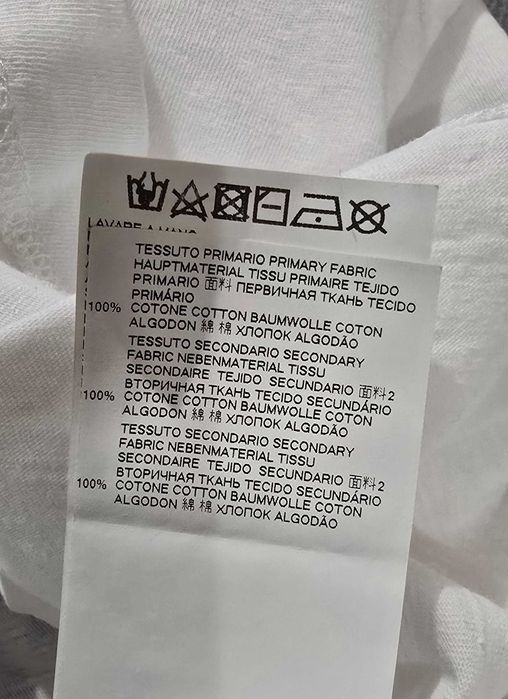 LAVARE A MANO
TESSUTO PRIMARIO PRIMARY FABRIC
HAUPTMATERIAL TISSU PRIMAIRE TEJIDO
PRIMARIO 面料 ПЕРВИЧНАЯ ТКАНЬ TECIDO
PRIMÁRIO
100% COTONE COTTON BAUMWOLLE COTON
ALGODON 綿 棉 ХЛОПОК ALGODÃO
TESSUTO SECONDARIO SECONDARY
FABRIC NEBENMATERIAL TISSU
SECONDAIRE TEJIDO SECUNDARIO 面料2
ВТОРИЧНАЯ ТКАНЬ TECIDO SECUNDÁRIO
100% COTONE COTTON BAUMWOLLE COTON
ALGODON 綿 棉 ХЛОПОК ALGODÃO
TESSUTO SECONDARIO SECONDARY
FABRIC NEBENMATERIAL TISSU
SECONDAIRE TEJIDO SECUNDARIO 面料2
ВТОРИЧНАЯ ТКАНЬ TECIDO SECUNDÁRIO
100% COTONE COTTON BAUMWOLLE COTON
ALGODON 綿 棉 ХЛОПОК ALGODÃO